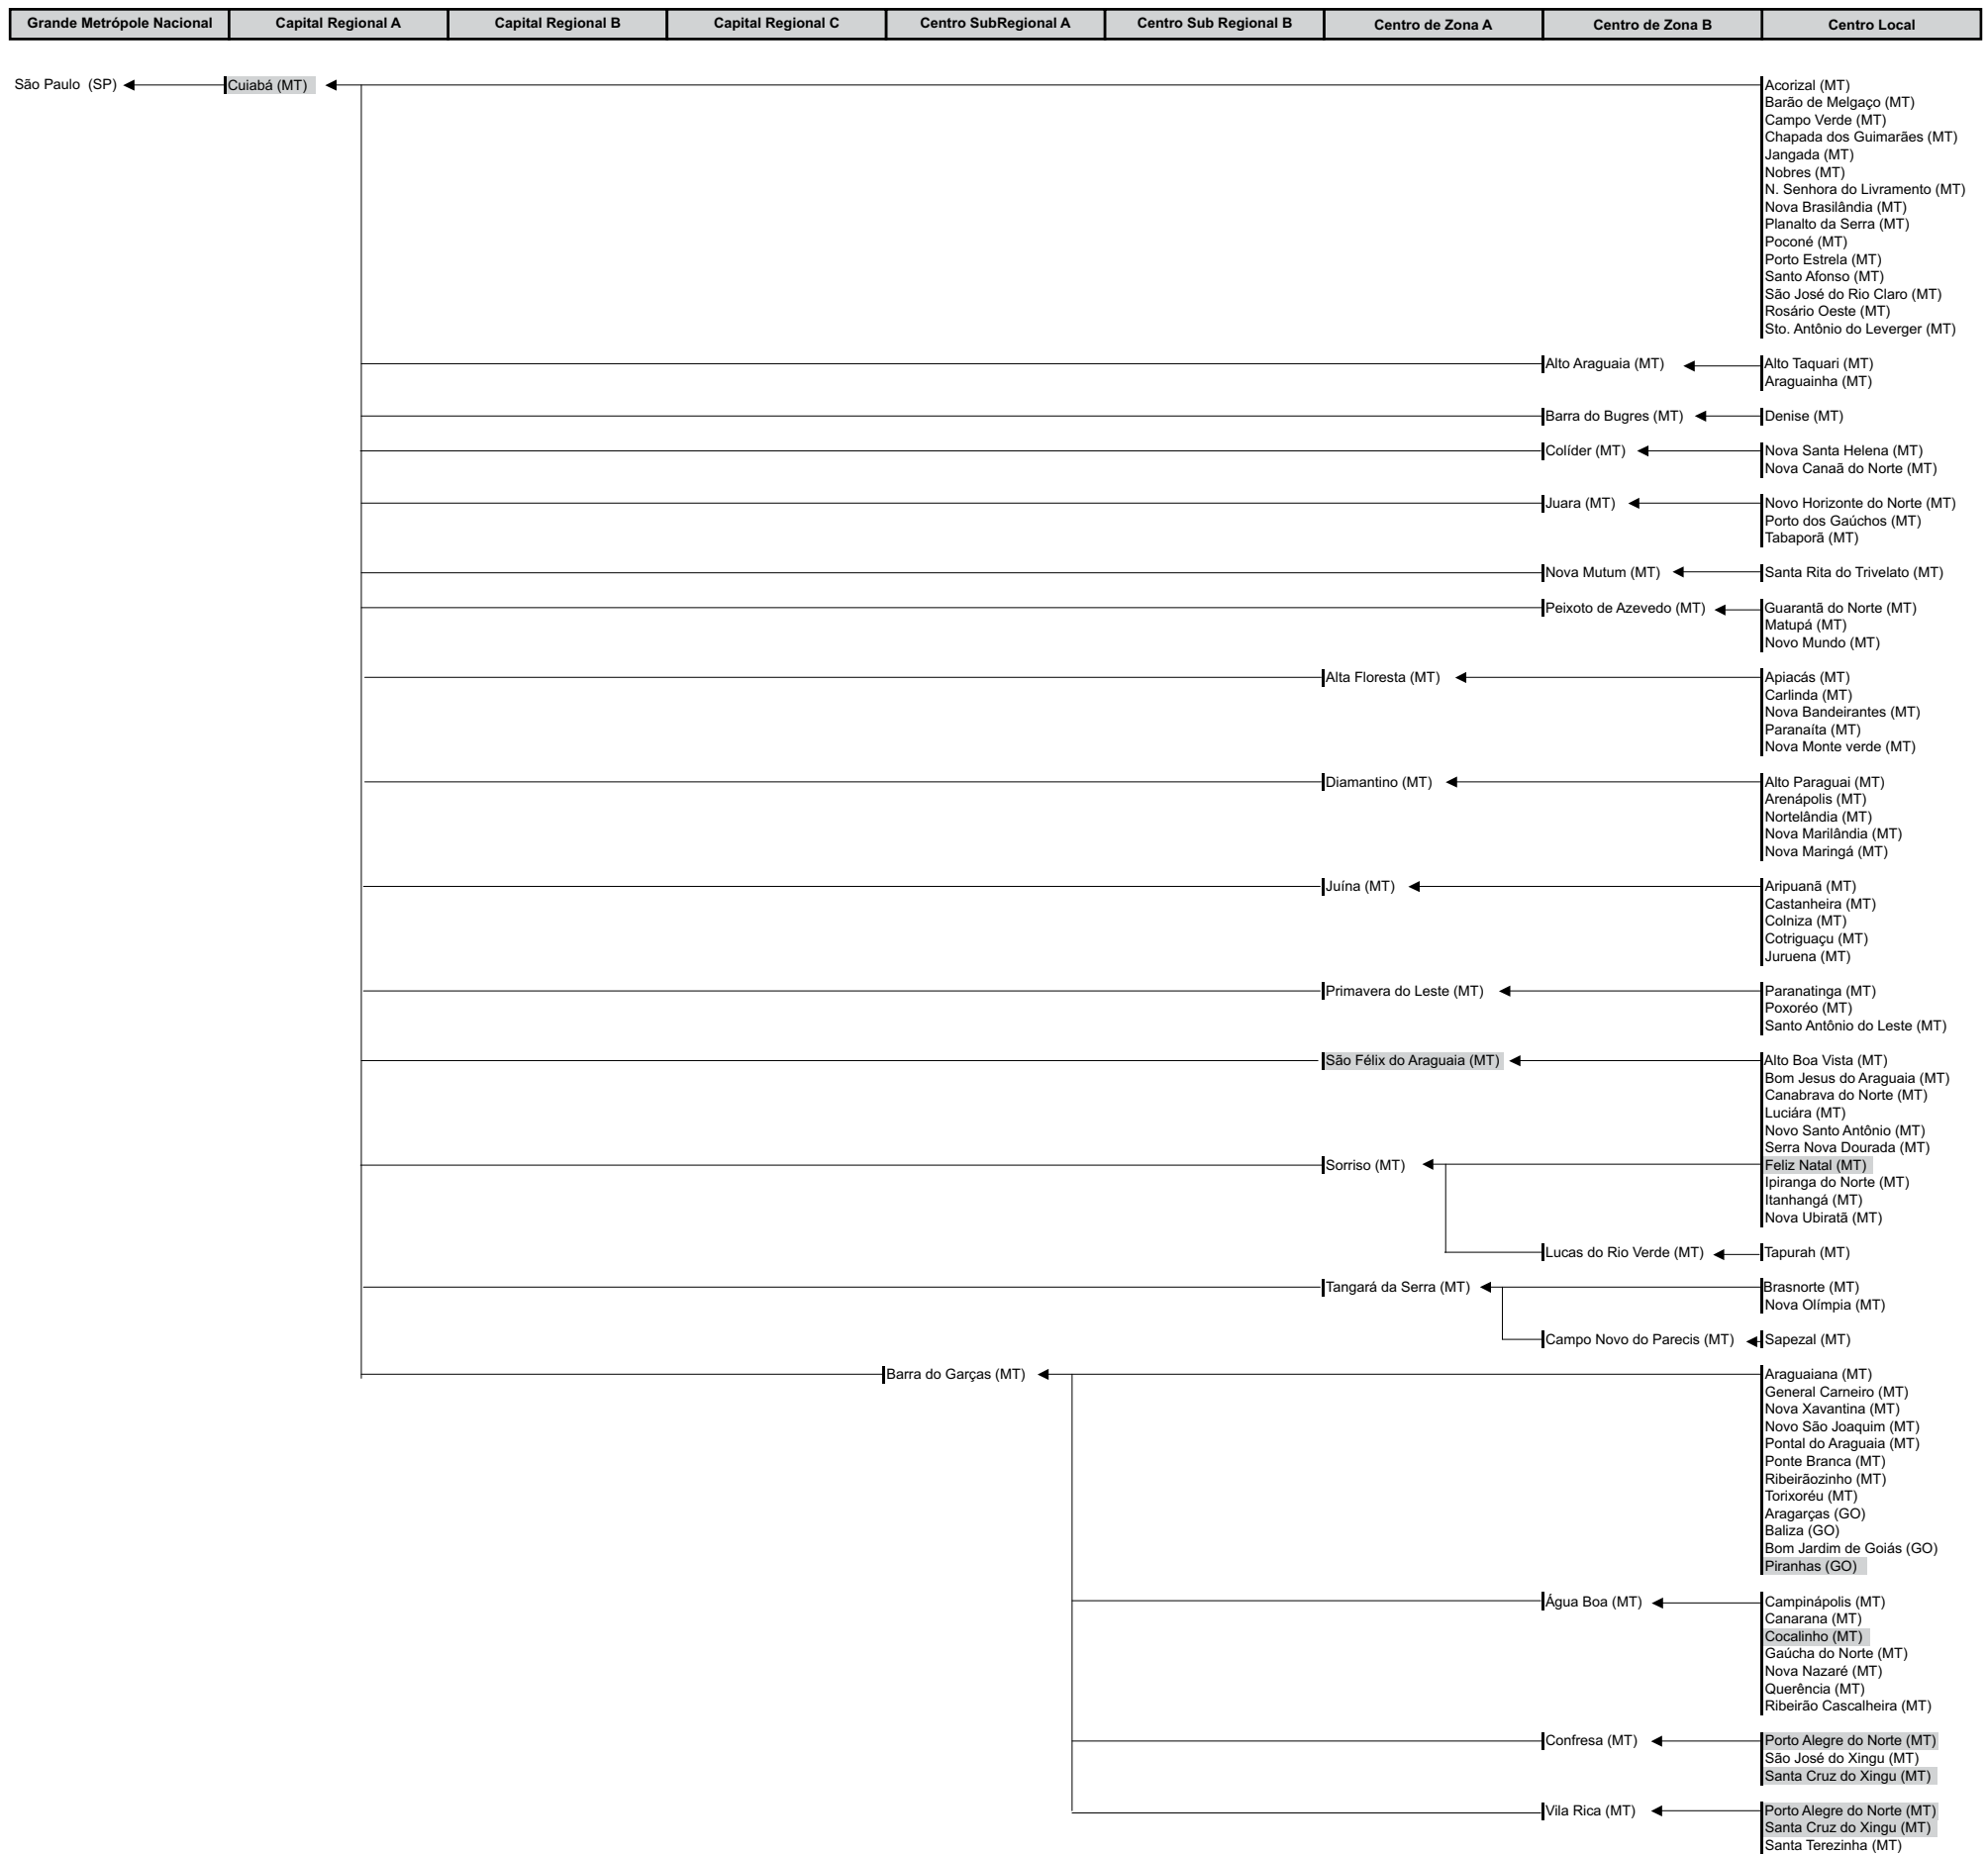 Grande Metrópole Nacional Capital Regional A Capital Regional B Capital Regional C Centro SubRegional A Centro Sub Regional B Centro de Zona A Centro de Zona B Centro Local
São Paulo (SP) Cuiabá (MT) Acorizal (MT)
Barão de Melgaço (MT)
Campo Verde (MT)
Chapada dos Guimarães (MT)
Jangada (MT)
Nobres (MT)
N. Senhora do Livramento (MT)
Nova Brasilândia (MT)
Planalto da Serra (MT)
Poconé (MT)
Porto Estrela (MT)
Santo Afonso (MT)
São José do Rio Claro (MT)
Rosário Oeste (MT)
Sto. Antônio do Leverger (MT)
Alto Araguaia (MT) Alto Taquari (MT)
Araguainha (MT)
Barra do Bugres (MT) Denise (MT)
Colíder (MT) Nova Santa Helena (MT)
Nova Canaã do Norte (MT)
Juara (MT) Novo Horizonte do Norte (MT)
Porto dos Gaúchos (MT)
Tabaporã (MT)
Nova Mutum (MT) Santa Rita do Trivelato (MT)
Peixoto de Azevedo (MT) Guarantã do Norte (MT)
Matupá (MT)
Novo Mundo (MT)
Alta Floresta (MT) Apiacás (MT)
Carlinda (MT)
Nova Bandeirantes (MT)
Paranaíta (MT)
Nova Monte verde (MT)
Diamantino (MT) Alto Paraguai (MT)
Arenápolis (MT)
Nortelândia (MT)
Nova Marilândia (MT)
Nova Maringá (MT)
Juína (MT) Aripuanã (MT)
Castanheira (MT)
Colniza (MT)
Cotriguaçu (MT)
Juruena (MT)
Primavera do Leste (MT) Paranatinga (MT)
Poxoréo (MT)
Santo Antônio do Leste (MT)
São Félix do Araguaia (MT) Alto Boa Vista (MT)
Bom Jesus do Araguaia (MT)
Canabrava do Norte (MT)
Luciára (MT)
Novo Santo Antônio (MT)
Serra Nova Dourada (MT)
Sorriso (MT) Feliz Natal (MT)
Ipiranga do Norte (MT)
Itanhangá (MT)
Nova Ubiratã (MT)
Lucas do Rio Verde (MT) Tapurah (MT)
Tangará da Serra (MT) Brasnorte (MT)
Nova Olímpia (MT)
Campo Novo do Parecis (MT) Sapezal (MT)
Barra do Garças (MT) Araguaiana (MT)
General Carneiro (MT)
Nova Xavantina (MT)
Novo São Joaquim (MT)
Pontal do Araguaia (MT)
Ponte Branca (MT)
Ribeirãozinho (MT)
Torixoréu (MT)
Aragarças (GO)
Baliza (GO)
Bom Jardim de Goiás (GO)
Piranhas (GO)
Água Boa (MT) Campinápolis (MT)
Canarana (MT)
Cocalinho (MT)
Gaúcha do Norte (MT)
Nova Nazaré (MT)
Querência (MT)
Ribeirão Cascalheira (MT)
Confresa (MT) Porto Alegre do Norte (MT)
São José do Xingu (MT)
Santa Cruz do Xingu (MT)
Vila Rica (MT) Porto Alegre do Norte (MT)
Santa Cruz do Xingu (MT)
Santa Terezinha (MT)